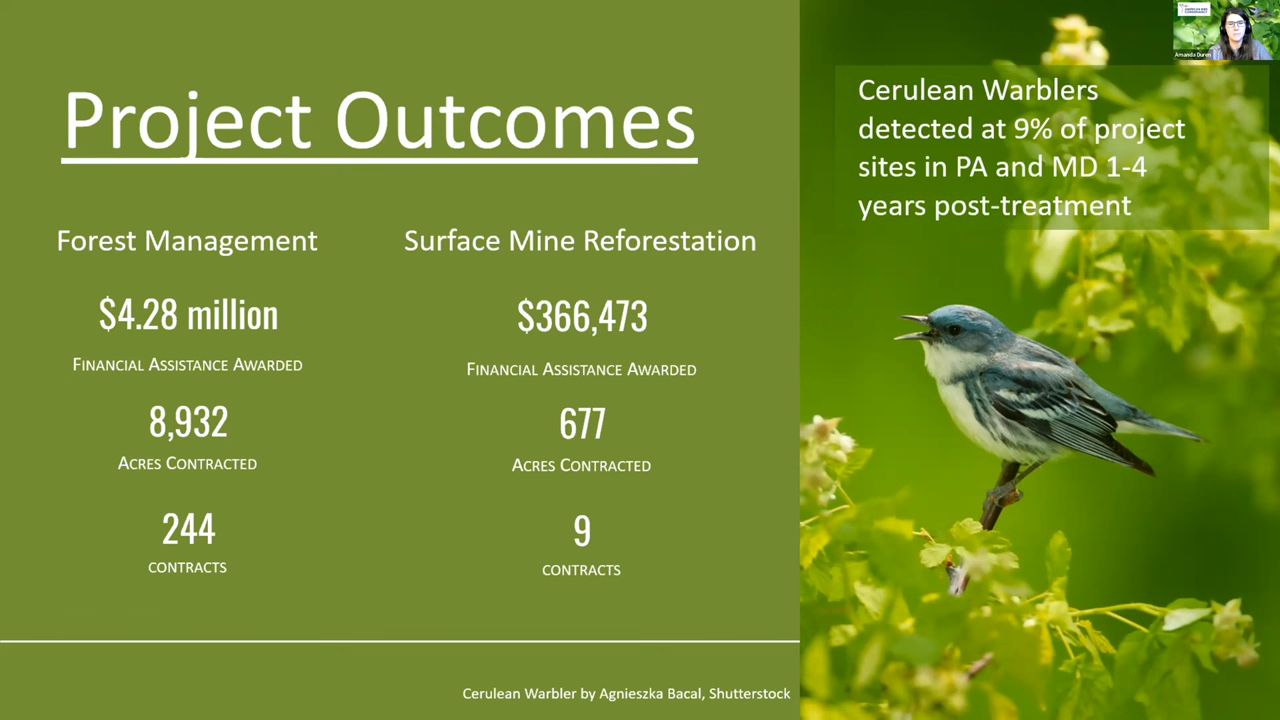 Project Outcomes
Forest Management
$4.28 million
Financial Assistance Awarded
8,932
Acres Contracted
244
contracts
Surface Mine Reforestation
$366,473
Financial Assistance Awarded
677
Acres Contracted
9
contracts
Cerulean Warbler by Agnieszka Bacal, Shutterstock
Cerulean Warblers
detected at 9% of project
sites in PA and MD 1-4
years post-treatment
Amanda Duren